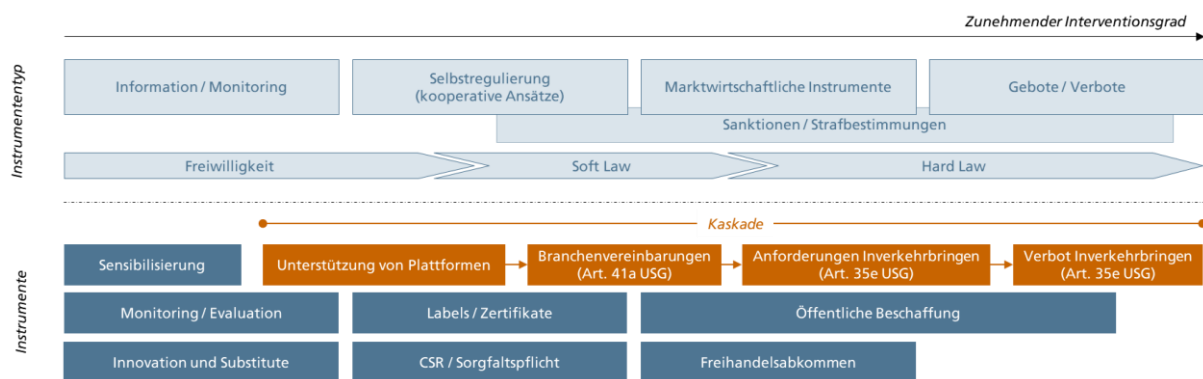 Zunehmender Interventionsgrad
Instrumententyp
Information / Monitoring
Selbstregulierung
(kooperative Ansätze)
Marktwirtschaftliche Instrumente
Gebote / Verbote
Sanktionen / Strafbestimmungen
Freiwilligkeit
Soft Law
Hard Law
Kaskade
Instrumente
Sensibilisierung
Unterstützung von Plattformen
Branchenvereinbarungen
(Art. 41a USG)
Anforderungen Inverkehrbringen
(Art. 35e USG)
Verbot Inverkehrbringen
(Art. 35e USG)
Monitoring / Evaluation
Labels / Zertifikate
Öffentliche Beschaffung
Innovation und Substitute
CSR / Sorgfaltspflicht
Freihandelsabkommen